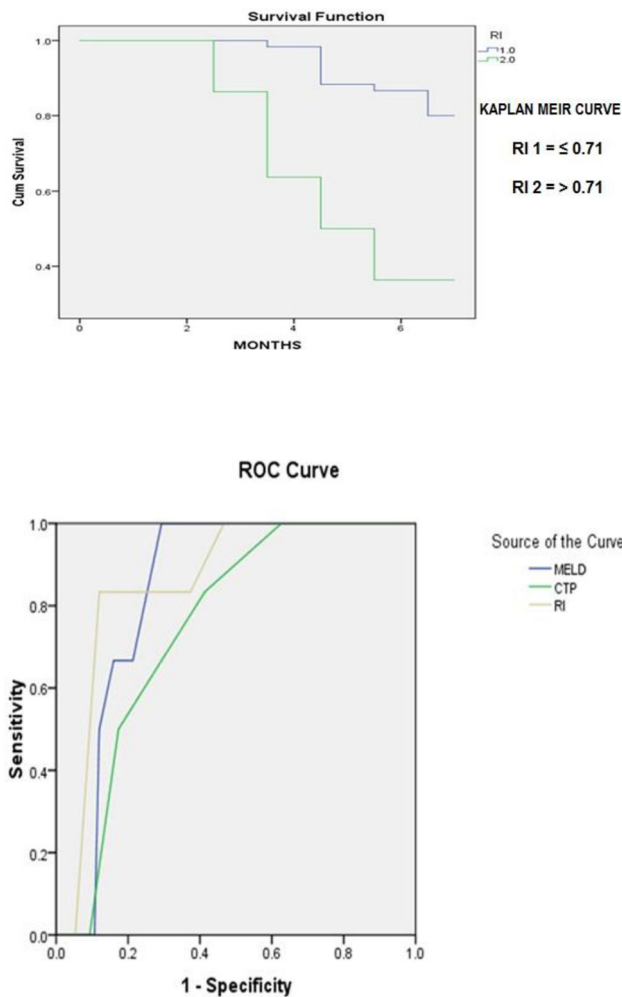 Survival Function
RI
1.0
2.0
KAPLAN MEIR CURVE
RI 1 = ≤ 0.71
RI 2 = > 0.71
Cum Survival
1.0
0.8
0.6
0.4
0 2 4 6
MONTHS
ROC Curve
Source of the Curve
MELD
CTP
RI
Sensitivity
1.0
0.8
0.6
0.4
0.2
0.0
0.0 0.2 0.4 0.6 0.8 1.0
1 - Specificity